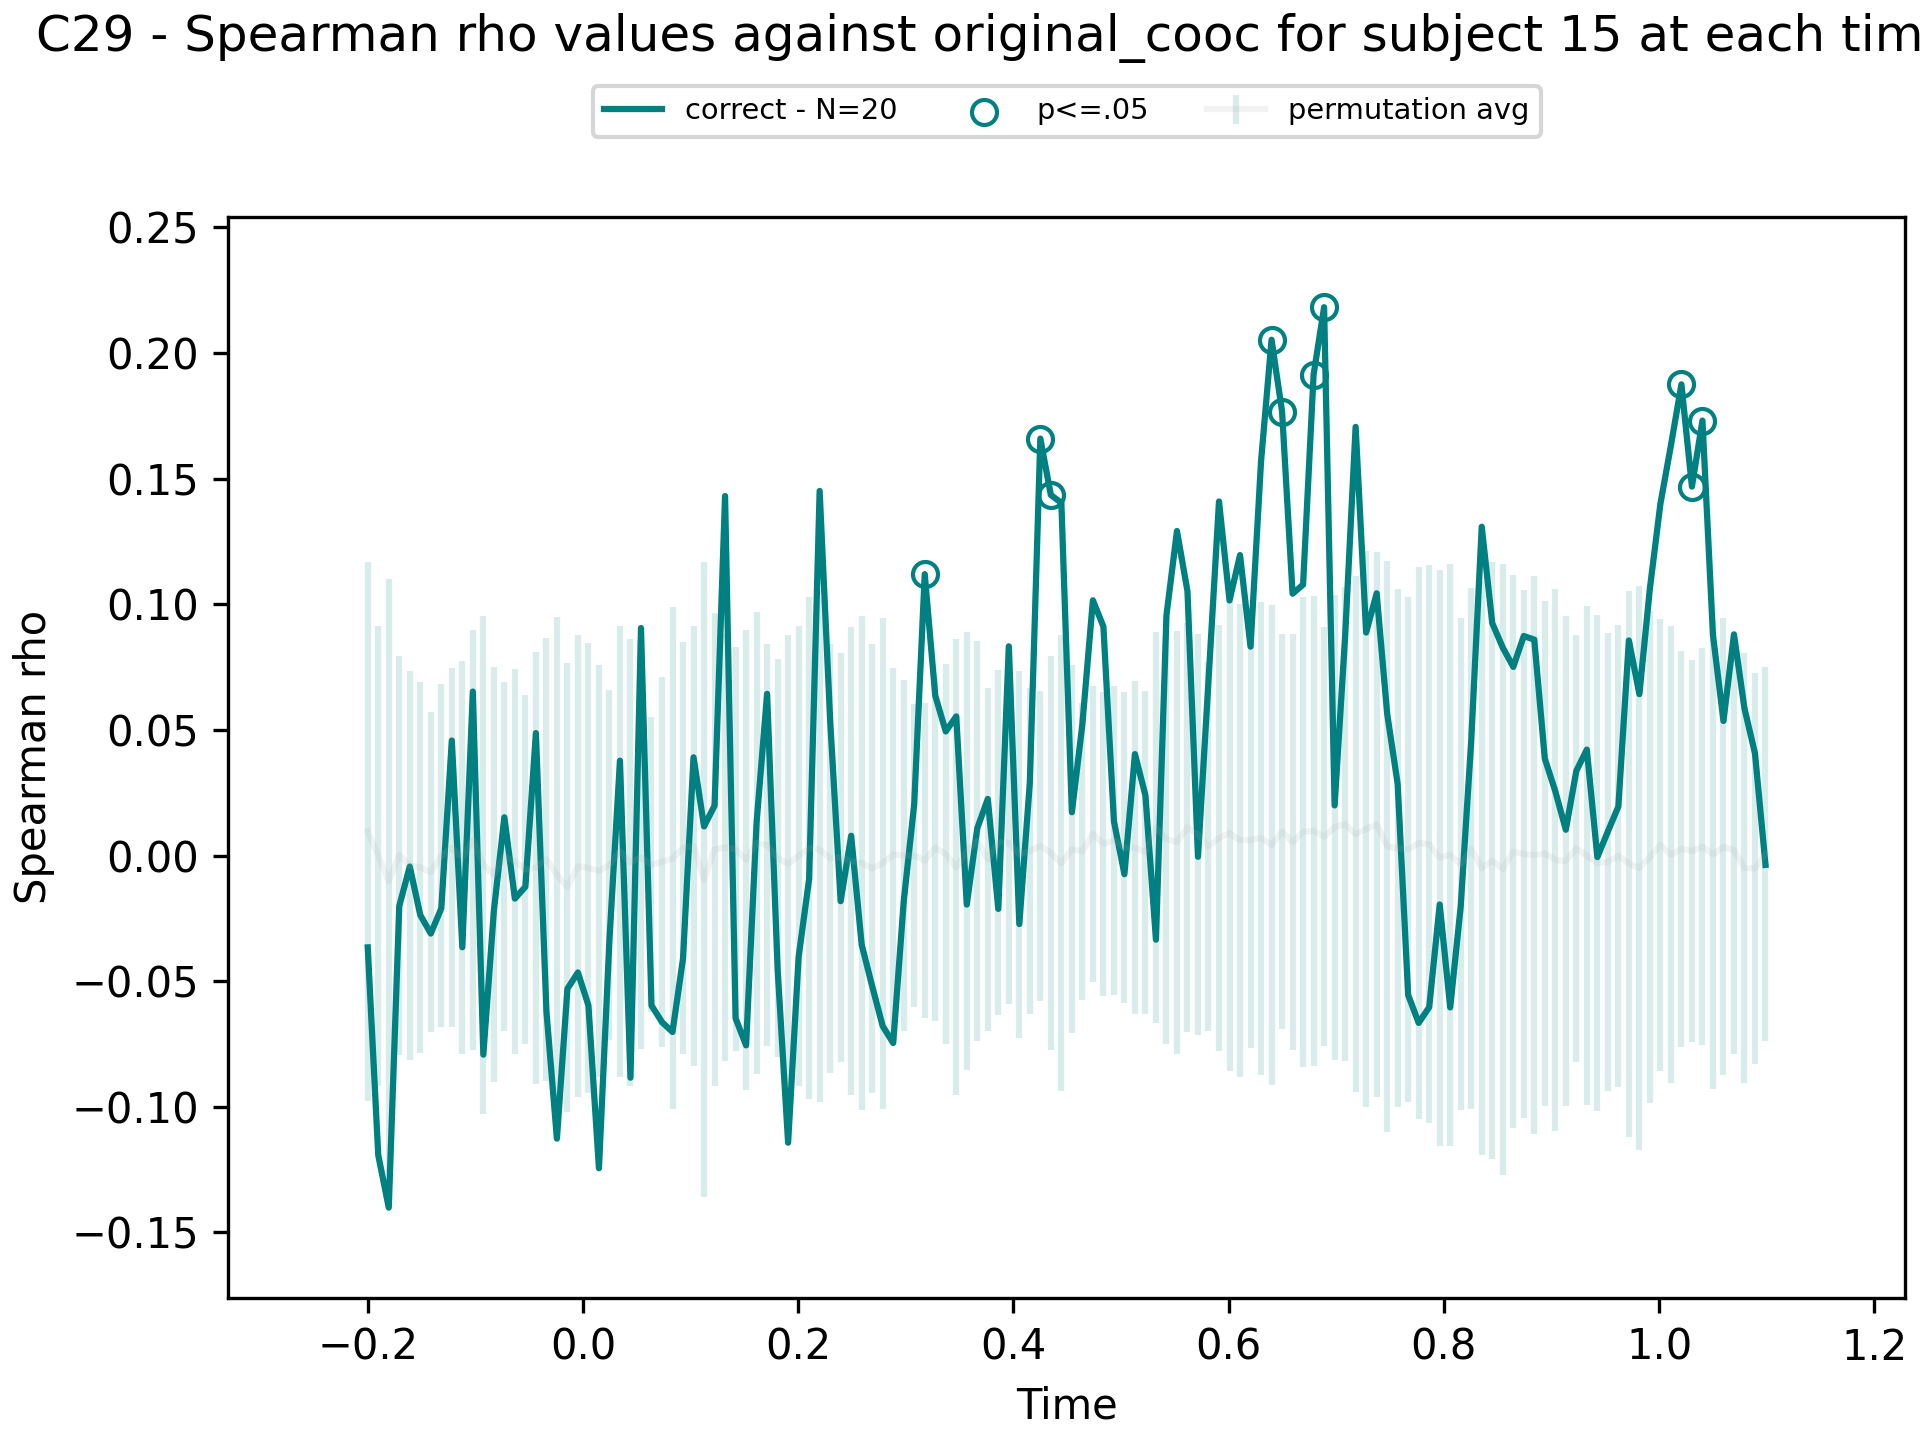 C29 - Spearman rho values against original_cooc for subject 15 at each tim
correct - N=20 p<=.05 permutation avg
0.25
0.20
0.15
0.10
0.05
0.00
−0.05
−0.10
−0.15
Spearman rho
−0.2 0.0 0.2 0.4 0.6 0.8 1.0 1.2
Time